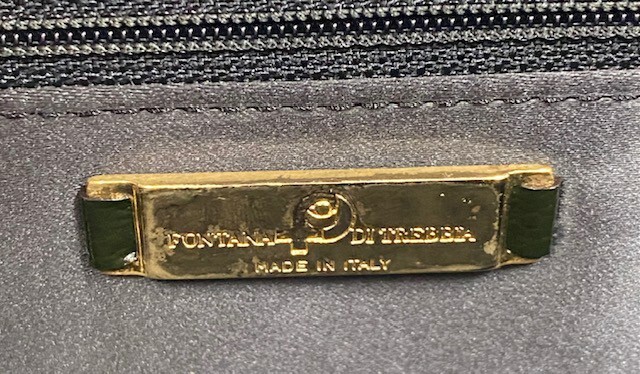 FONTANA P DI TREBBIA
MADE IN ITALY